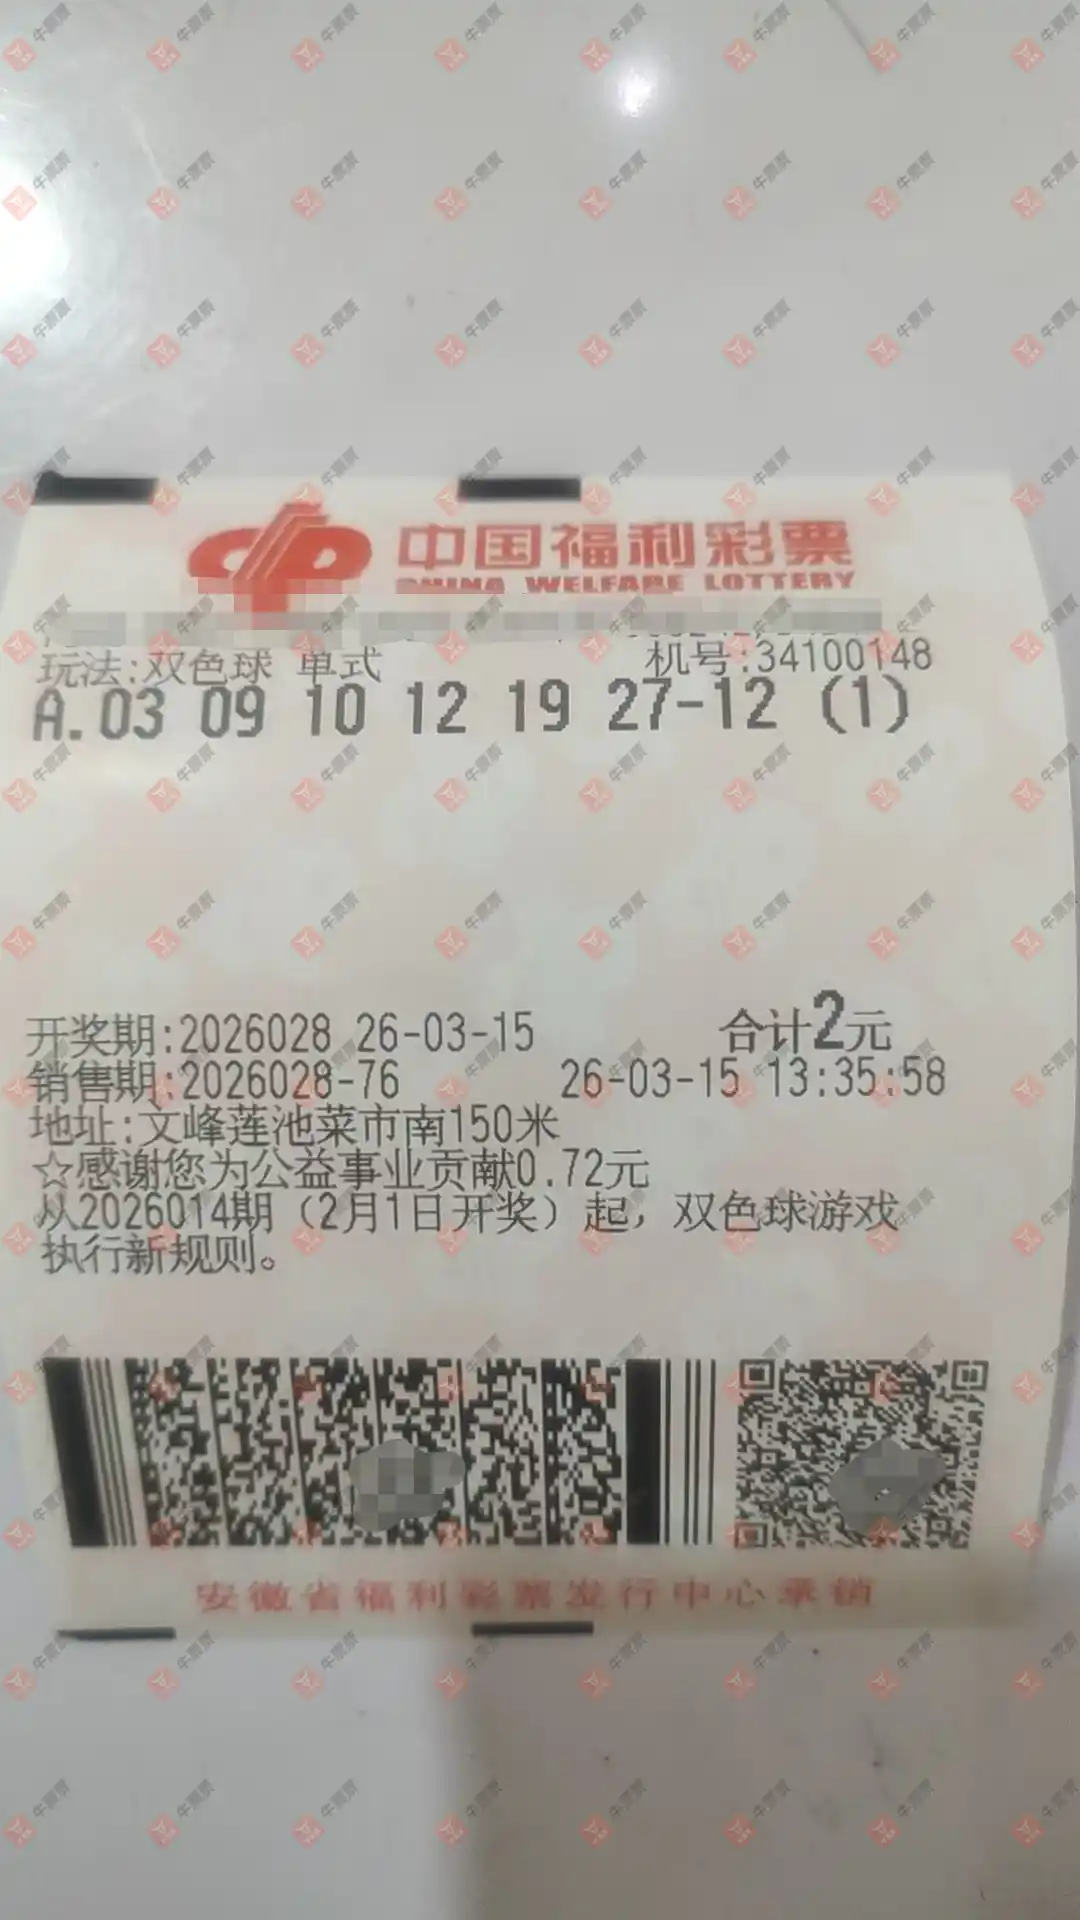 中国福利彩票
CHINA WELFARE LOTTERY
玩法:双色球 单式 机号:34100148
A.03 09 10 12 19 27-12 (1)
开奖期:2026028 26-03-15 合计2元
销售期:2026028-76 26-03-15 13:35:58
地址:文峰莲池菜市南150米
☆感谢您为公益事业贡献0.72元
从2026014期（2月1日开奖）起，双色球游戏
执行新规则。
安徽省福利彩票发行中心承销
牛票票